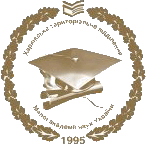 Харківське територіальне відділення
Малої академії наук України
1995